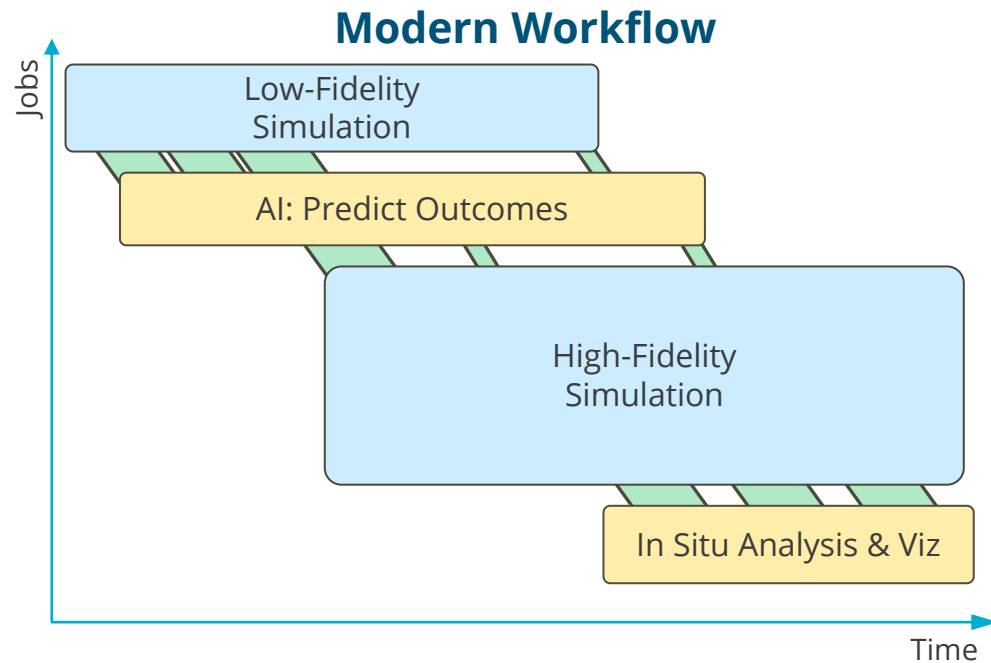 Modern Workflow
Jobs
Low-Fidelity
Simulation
AI: Predict Outcomes
High-Fidelity
Simulation
In Situ Analysis & Viz
Time